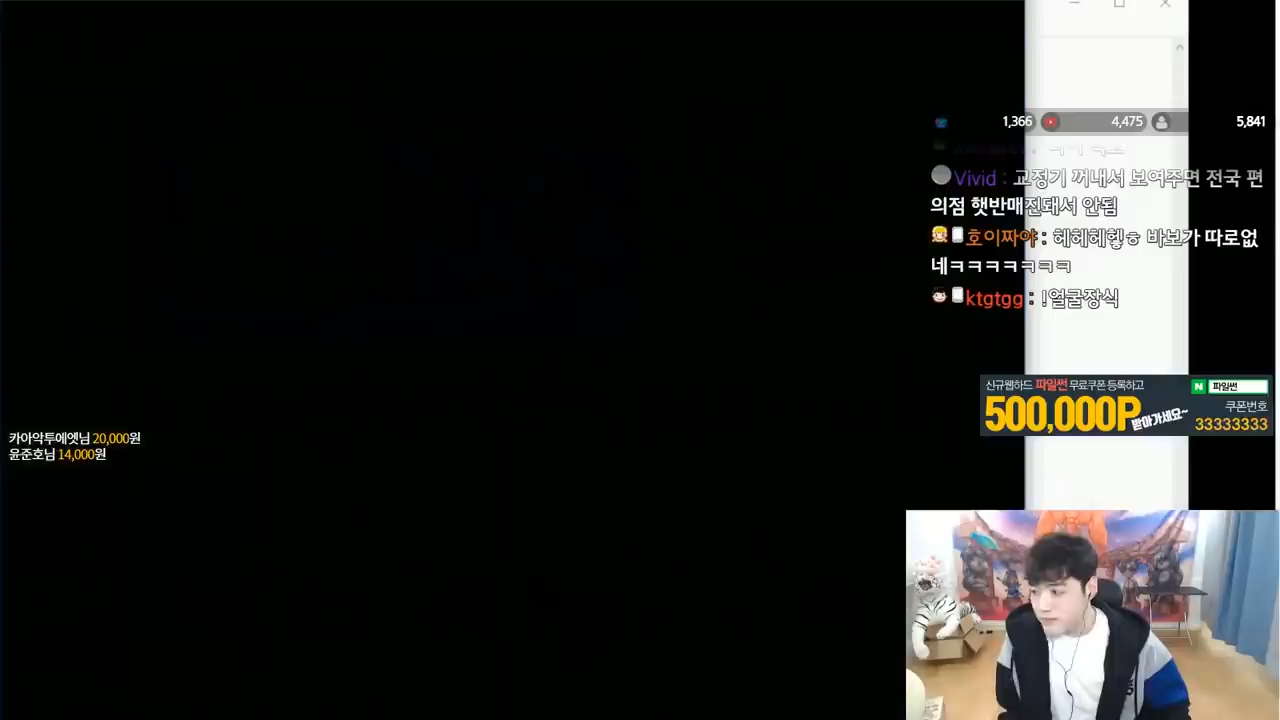 1,366 4,475 5,841
Vivid : 교정기 꺼내서 보여주면 전국 편
의점 햇반매진돼서 안됨
호이짜야 : 헤헤헤헿ㅎ 바보가 따로없
네ㅋㅋㅋㅋㅋㅋㅋ
ktgtgg : !얼굴장식
신규웹하드 파일썬 무료쿠폰 등록하고
N 파일썬
500,000P 받아가세요~
쿠폰번호
33333333
카아악투에엣님 20,000원
윤준호님 14,000원